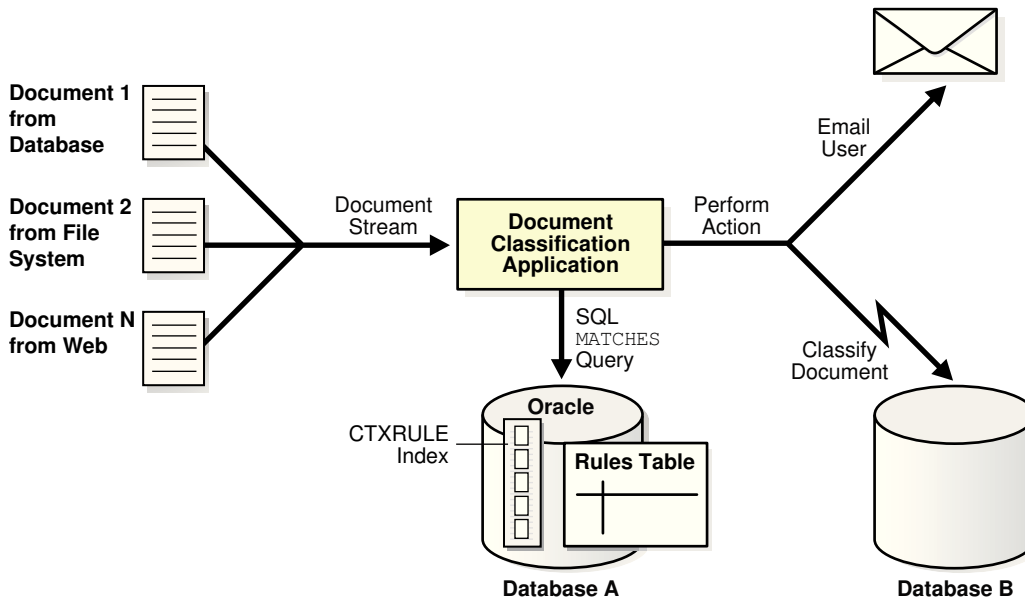 Document 1
from
Database
Document 2
from File
System
Document N
from Web
Document
Stream
Document
Classification
Application
Perform
Action
Email
User
Classify
Document
SQL
MATCHES
Query
Oracle
CTXRULE
Index
Rules Table
Database A
Database B